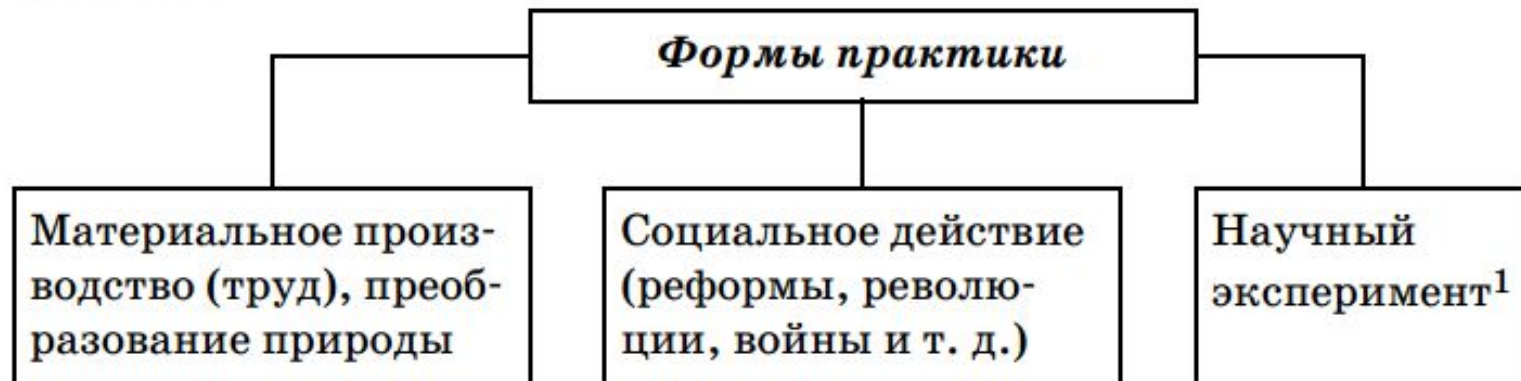 Формы практики
Материальное произ-
водство (труд), преоб-
разование природы
Социальное действие
(реформы, револю-
ции, войны и т. д.)
Научный
эксперимент¹